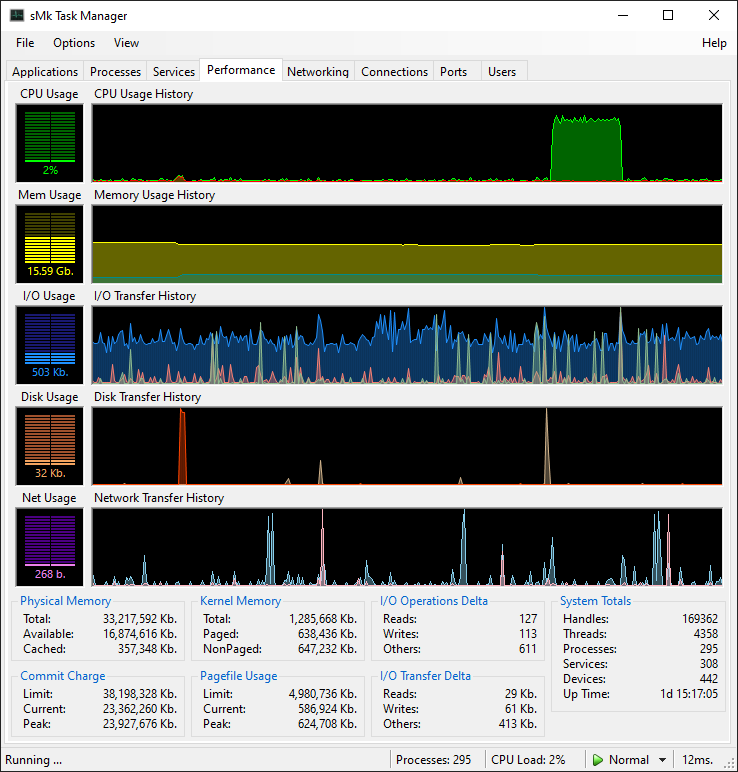 sMk Task Manager
File Options View Help
Applications Processes Services Performance Networking Connections Ports Users
CPU Usage CPU Usage History
2%
Mem Usage Memory Usage History
15.59 Gb.
I/O Usage I/O Transfer History
503 Kb.
Disk Usage Disk Transfer History
32 Kb.
Net Usage Network Transfer History
268 b.
Physical Memory Kernel Memory I/O Operations Delta System Totals
Total: 33,217,592 Kb. Total: 1,285,668 Kb. Reads: 127 Handles: 169362
Available: 16,874,616 Kb. Paged: 638,436 Kb. Writes: 113 Threads: 4358
Cached: 357,348 Kb. NonPaged: 647,232 Kb. Others: 611 Processes: 295
Services: 308
Commit Charge Pagefile Usage I/O Transfer Delta Devices: 442
Limit: 38,198,328 Kb. Limit: 4,980,736 Kb. Reads: 29 Kb. Up Time: 1d 15:17:05
Current: 23,362,260 Kb. Current: 586,924 Kb. Writes: 61 Kb.
Peak: 23,927,676 Kb. Peak: 624,708 Kb. Others: 413 Kb.
Running ... Processes: 295 CPU Load: 2% Normal 12ms.